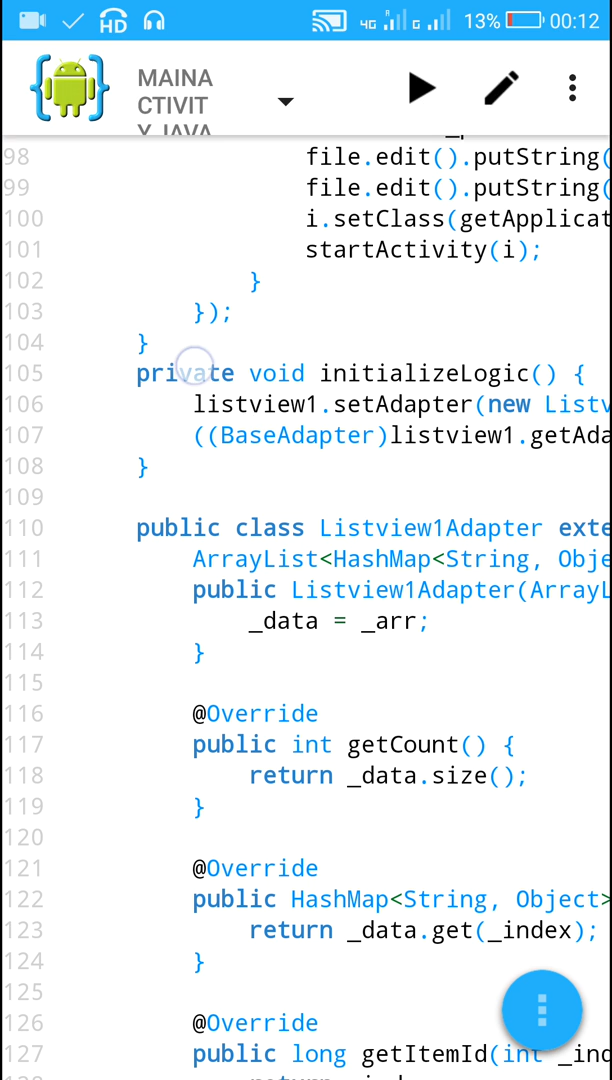 HD 4G R G 13% 00:12
MAINA
CTIVIT
Y.JAVA
98 file.edit().putString(
99 file.edit().putString(
100 i.setClass(getApplicat
101 startActivity(i);
102 }
103 });
104 }
105 private void initializeLogic() {
106 listview1.setAdapter(new Listv
107 ((BaseAdapter)listview1.getAda
108 }
109
110 public class Listview1Adapter exte
111 ArrayList<HashMap<String, Obje
112 public Listview1Adapter(ArrayL
113 _data = _arr;
114 }
115
116 @Override
117 public int getCount() {
118 return _data.size();
119 }
120
121 @Override
122 public HashMap<String, Object>
123 return _data.get(_index);
124 }
125
126 @Override
127 public long getItemId(int _ind